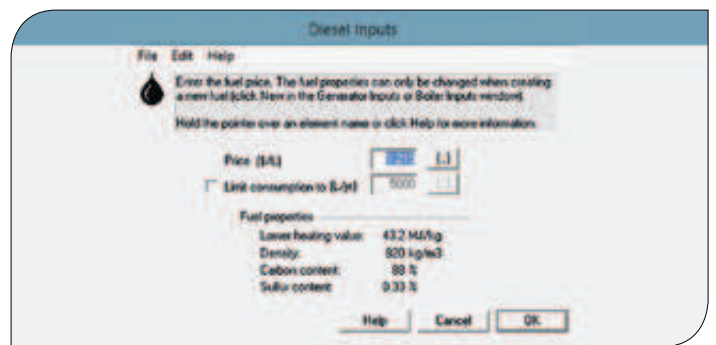 Diesel Inputs
File Edit Help
Enter the fuel price. The fuel properties can only be changed when creating
a new fuel (click New in the Generator Inputs or Boiler Inputs window).
Hold the pointer over an element name or click Help for more information.
Price ($/L)
{..}
Limit consumption to (L/yr) 5000
Fuel properties
Lower heating value: 43.2 MJ/kg
Density: 820 kg/m3
Carbon content: 88 %
Sulfur content: 0.33 %
Help Cancel OK